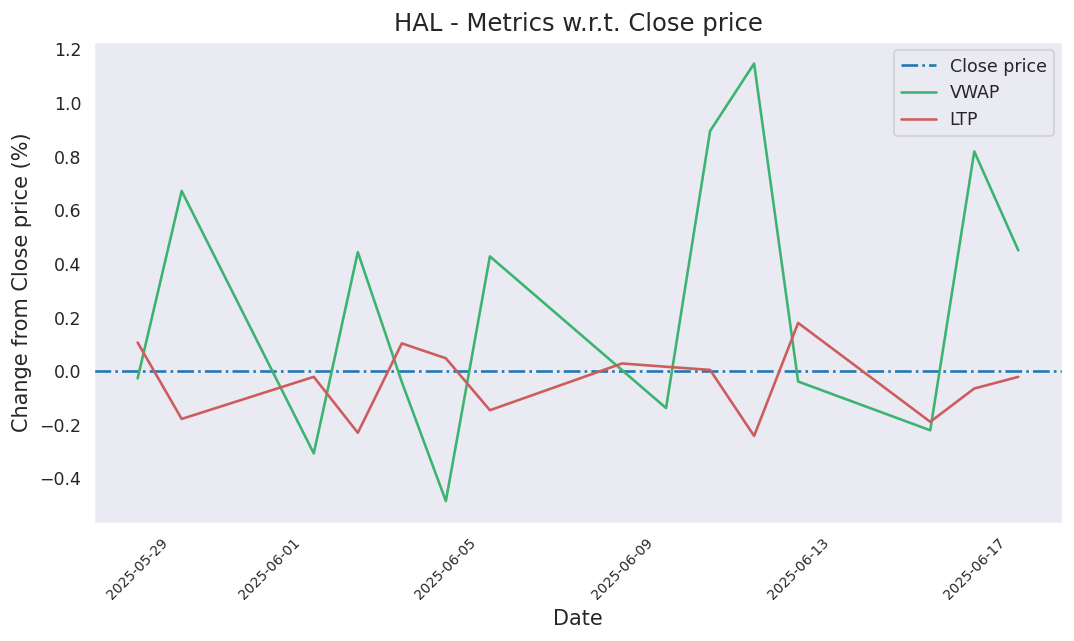 HAL - Metrics w.r.t. Close price
Change from Close price (%)
1.2
1.0
0.8
0.6
0.4
0.2
0.0
−0.2
−0.4
Close price
VWAP
LTP
2025-05-29
2025-06-01
2025-06-05
2025-06-09
2025-06-13
2025-06-17
Date